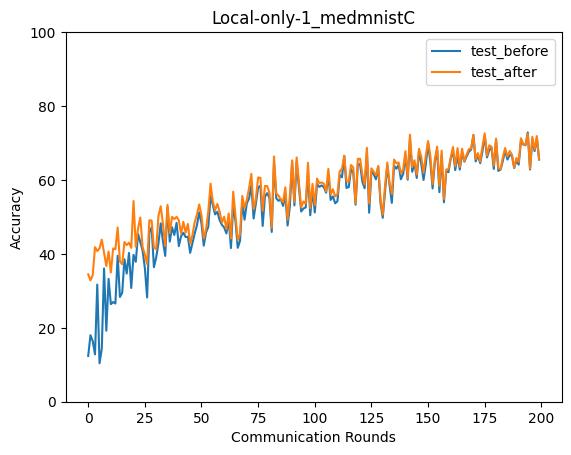 Local-only-1_medmnistC
test_before
test_after
Accuracy
100
80
60
40
20
0
0 25 50 75 100 125 150 175 200
Communication Rounds